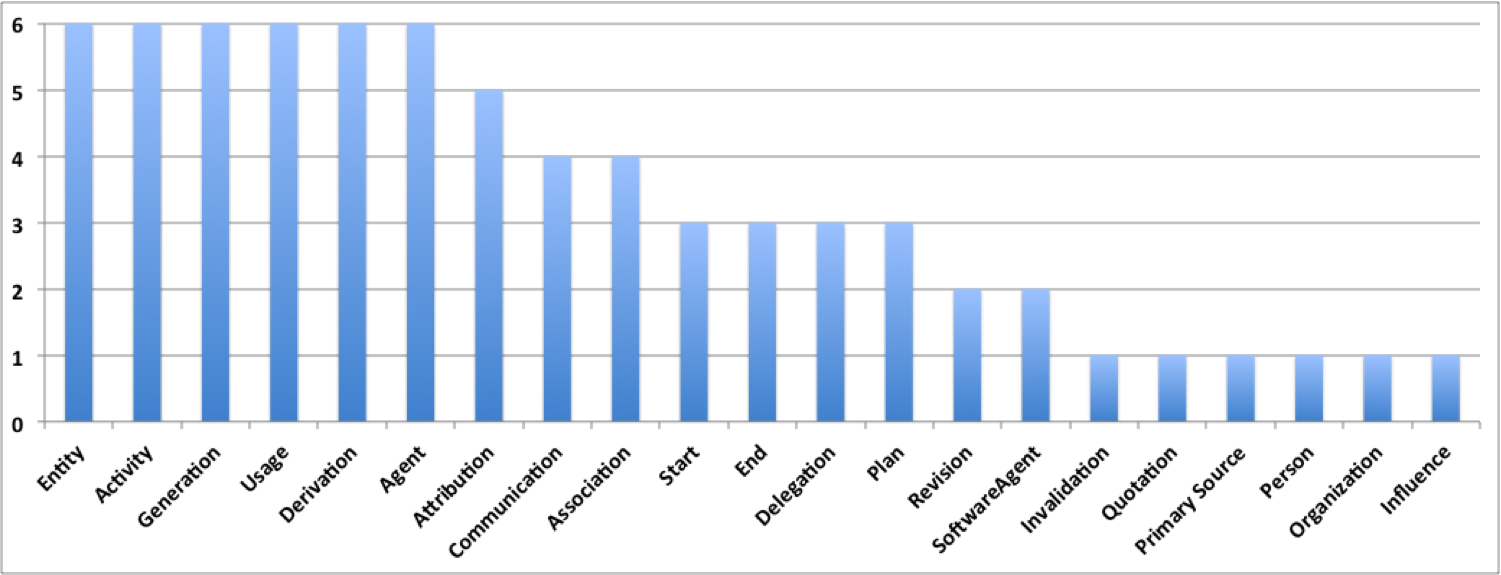 6
5
4
3
2
1
0
Entity
Activity
Generation
Usage
Derivation
Agent
Attribution
Communication
Association
Start
End
Delegation
Plan
Revision
SoftwareAgent
Invalidation
Quotation
Primary Source
Person
Organization
Influence